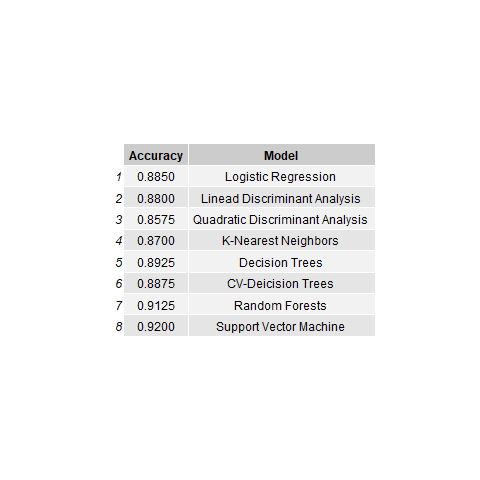 Accuracy Model
1 0.8850 Logistic Regression
2 0.8800 Linead Discriminant Analysis
3 0.8575 Quadratic Discriminant Analysis
4 0.8700 K-Nearest Neighbors
5 0.8925 Decision Trees
6 0.8875 CV-Deicision Trees
7 0.9125 Random Forests
8 0.9200 Support Vector Machine